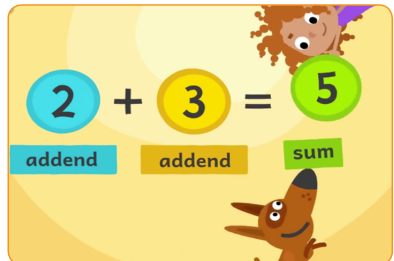 2 + 3 = 5
addend addend sum